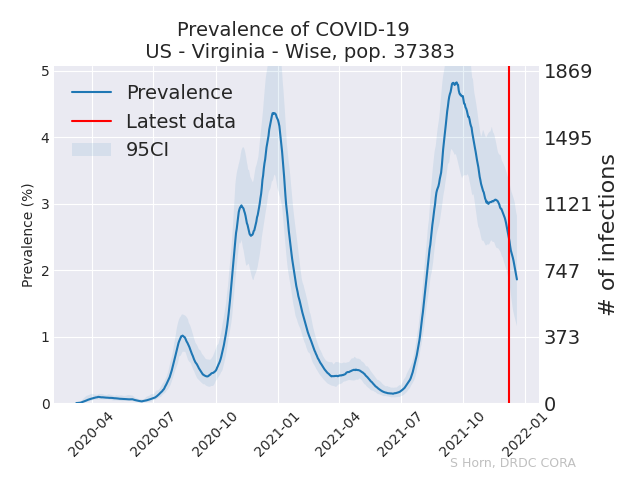 Prevalence of COVID-19
US - Virginia - Wise, pop. 37383
Prevalence
Latest data
95CI
Prevalence (%)
5
4
3
2
1
0
1869
1495
1121
747
373
0
# of infections
2020-04
2020-07
2020-10
2021-01
2021-04
2021-07
2021-10
2022-01
S Horn, DRDC CORA